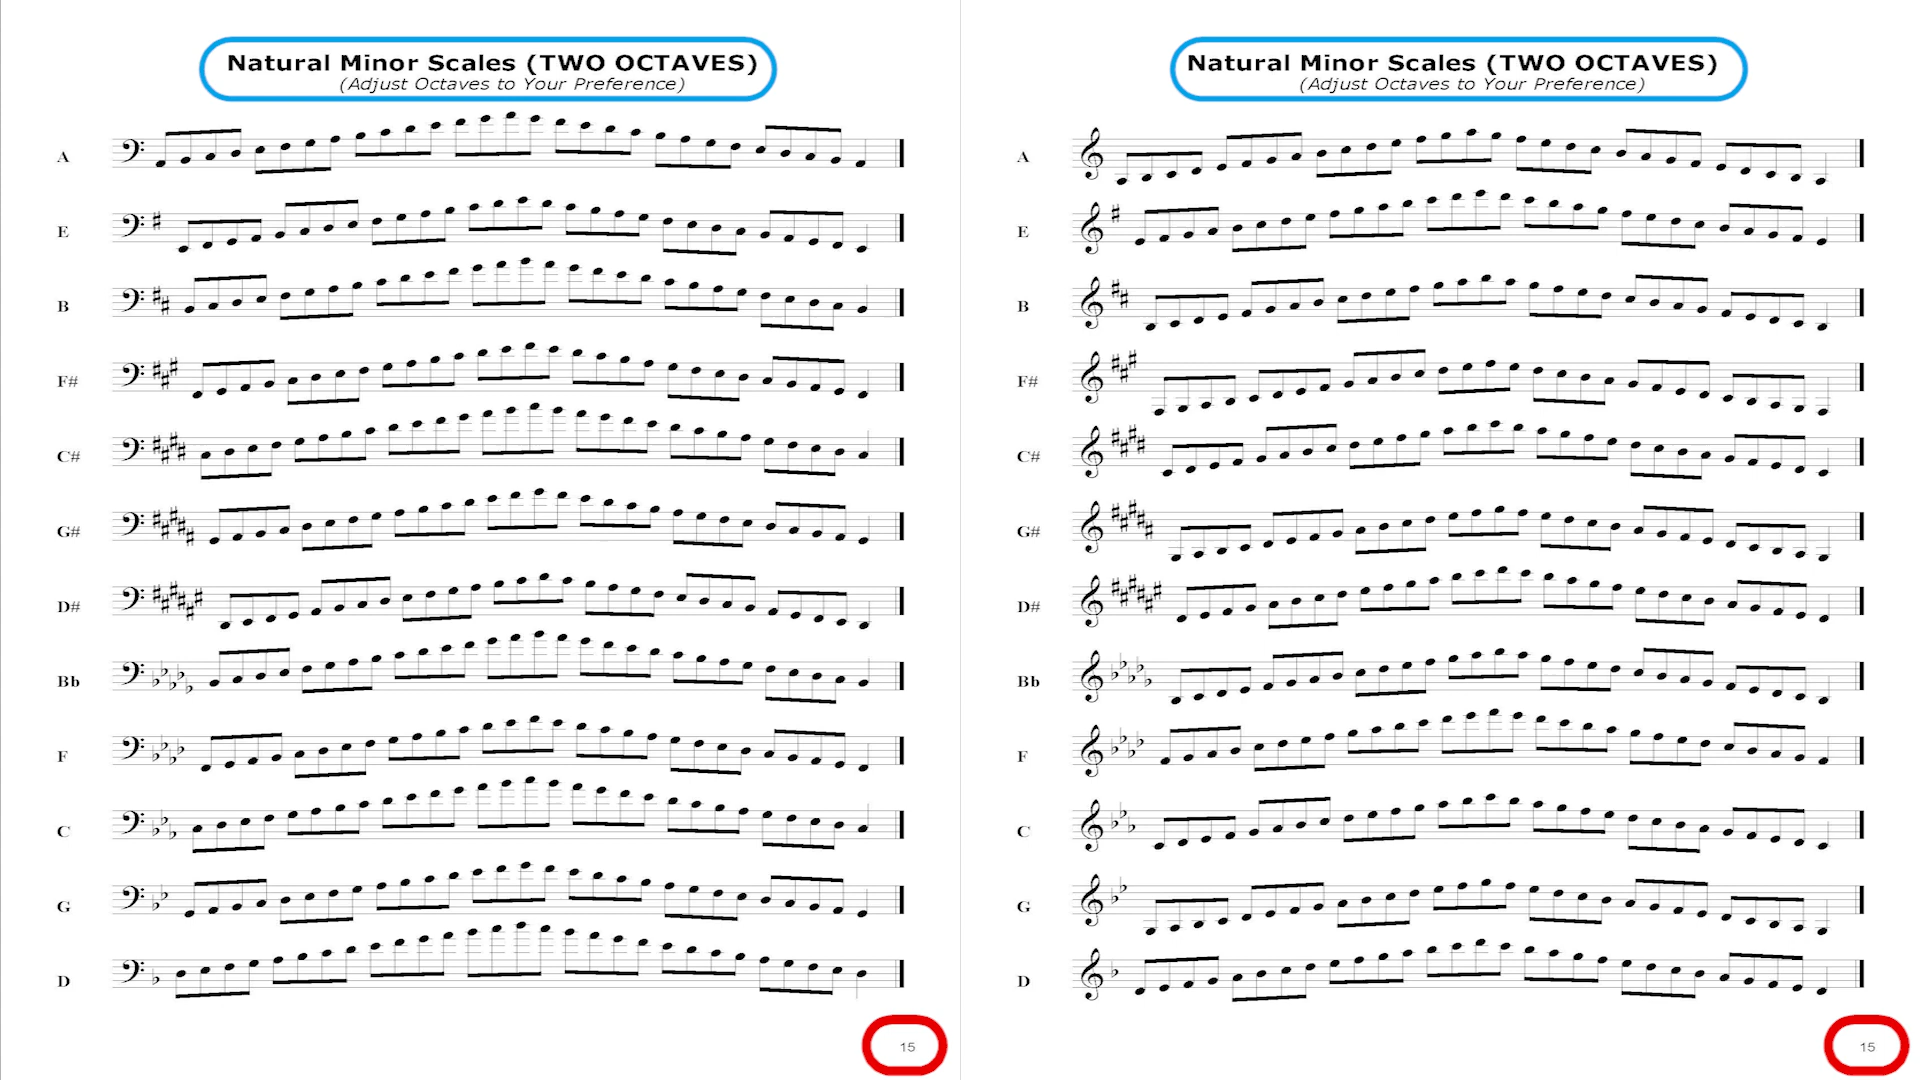 Natural Minor Scales (TWO OCTAVES)
(Adjust Octaves to Your Preference)
A
E
B
F#
C#
G#
D#
Bb
F
C
G
D
15
Natural Minor Scales (TWO OCTAVES)
(Adjust Octaves to Your Preference)
A
E
B
F#
C#
G#
D#
Bb
F
C
G
D
15